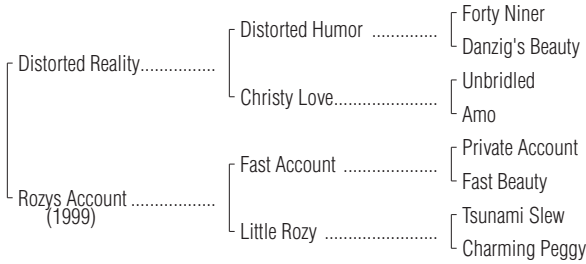 Forty Niner
Distorted Humor ..............
Danzig's Beauty
Distorted Reality................
Unbridled
Christy Love......................
Amo
Private Account
Fast Account ....................
Fast Beauty
Rozys Account ..................
(1999)
Tsunami Slew
Little Rozy ........................
Charming Peggy